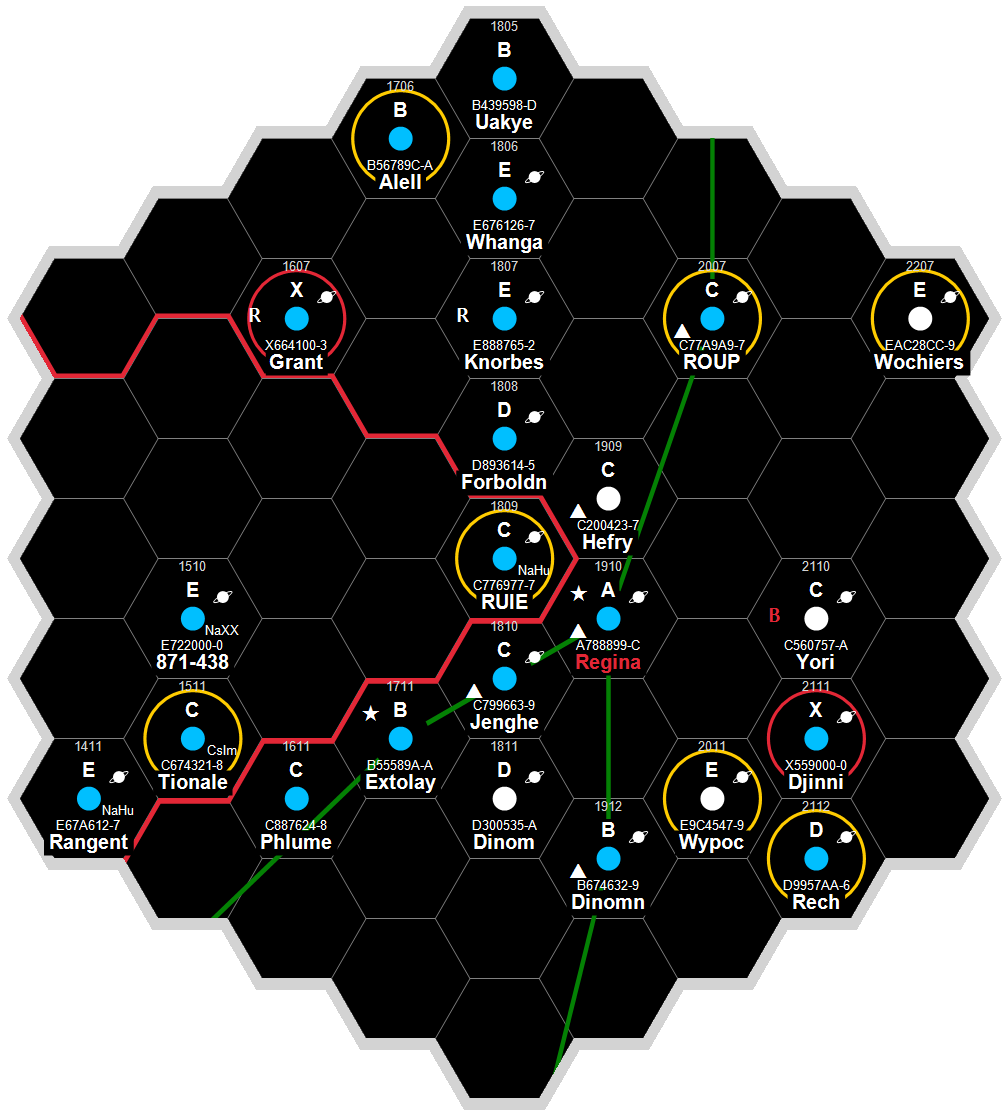 1805
B
B439598-D
Uakye
1706
B
B56789C-A
Alell
1806
E
E676126-7
Whanga
1607
X
R
X664100-3
Grant
1807
E
R
E888765-2
Knorbes
2007
C
C77A9A9-7
ROUP
2207
E
EAC28CC-9
Wochiers
1808
D
D893614-5
Forboldn
1909
C
C200423-7
Hefry
1809
C
NaHu
C776977-7
RUIE
1510
E
NaXX
E722000-0
871-438
1910
A
A788899-C
Regina
2110
C
B
C560757-A
Yori
1810
C
C799663-9
Jenghe
1511
C
CsIm
C674321-8
Tionale
1711
B
B55589A-A
Extolay
2111
X
X559000-0
Djinni
1411
E
NaHu
E67A612-7
Rangent
1611
C
C887624-8
Phlume
1811
D
D300535-A
Dinom
2011
E
E9C4547-9
Wypoc
1912
B
B674632-9
Dinomn
2112
D
D9957AA-6
Rech